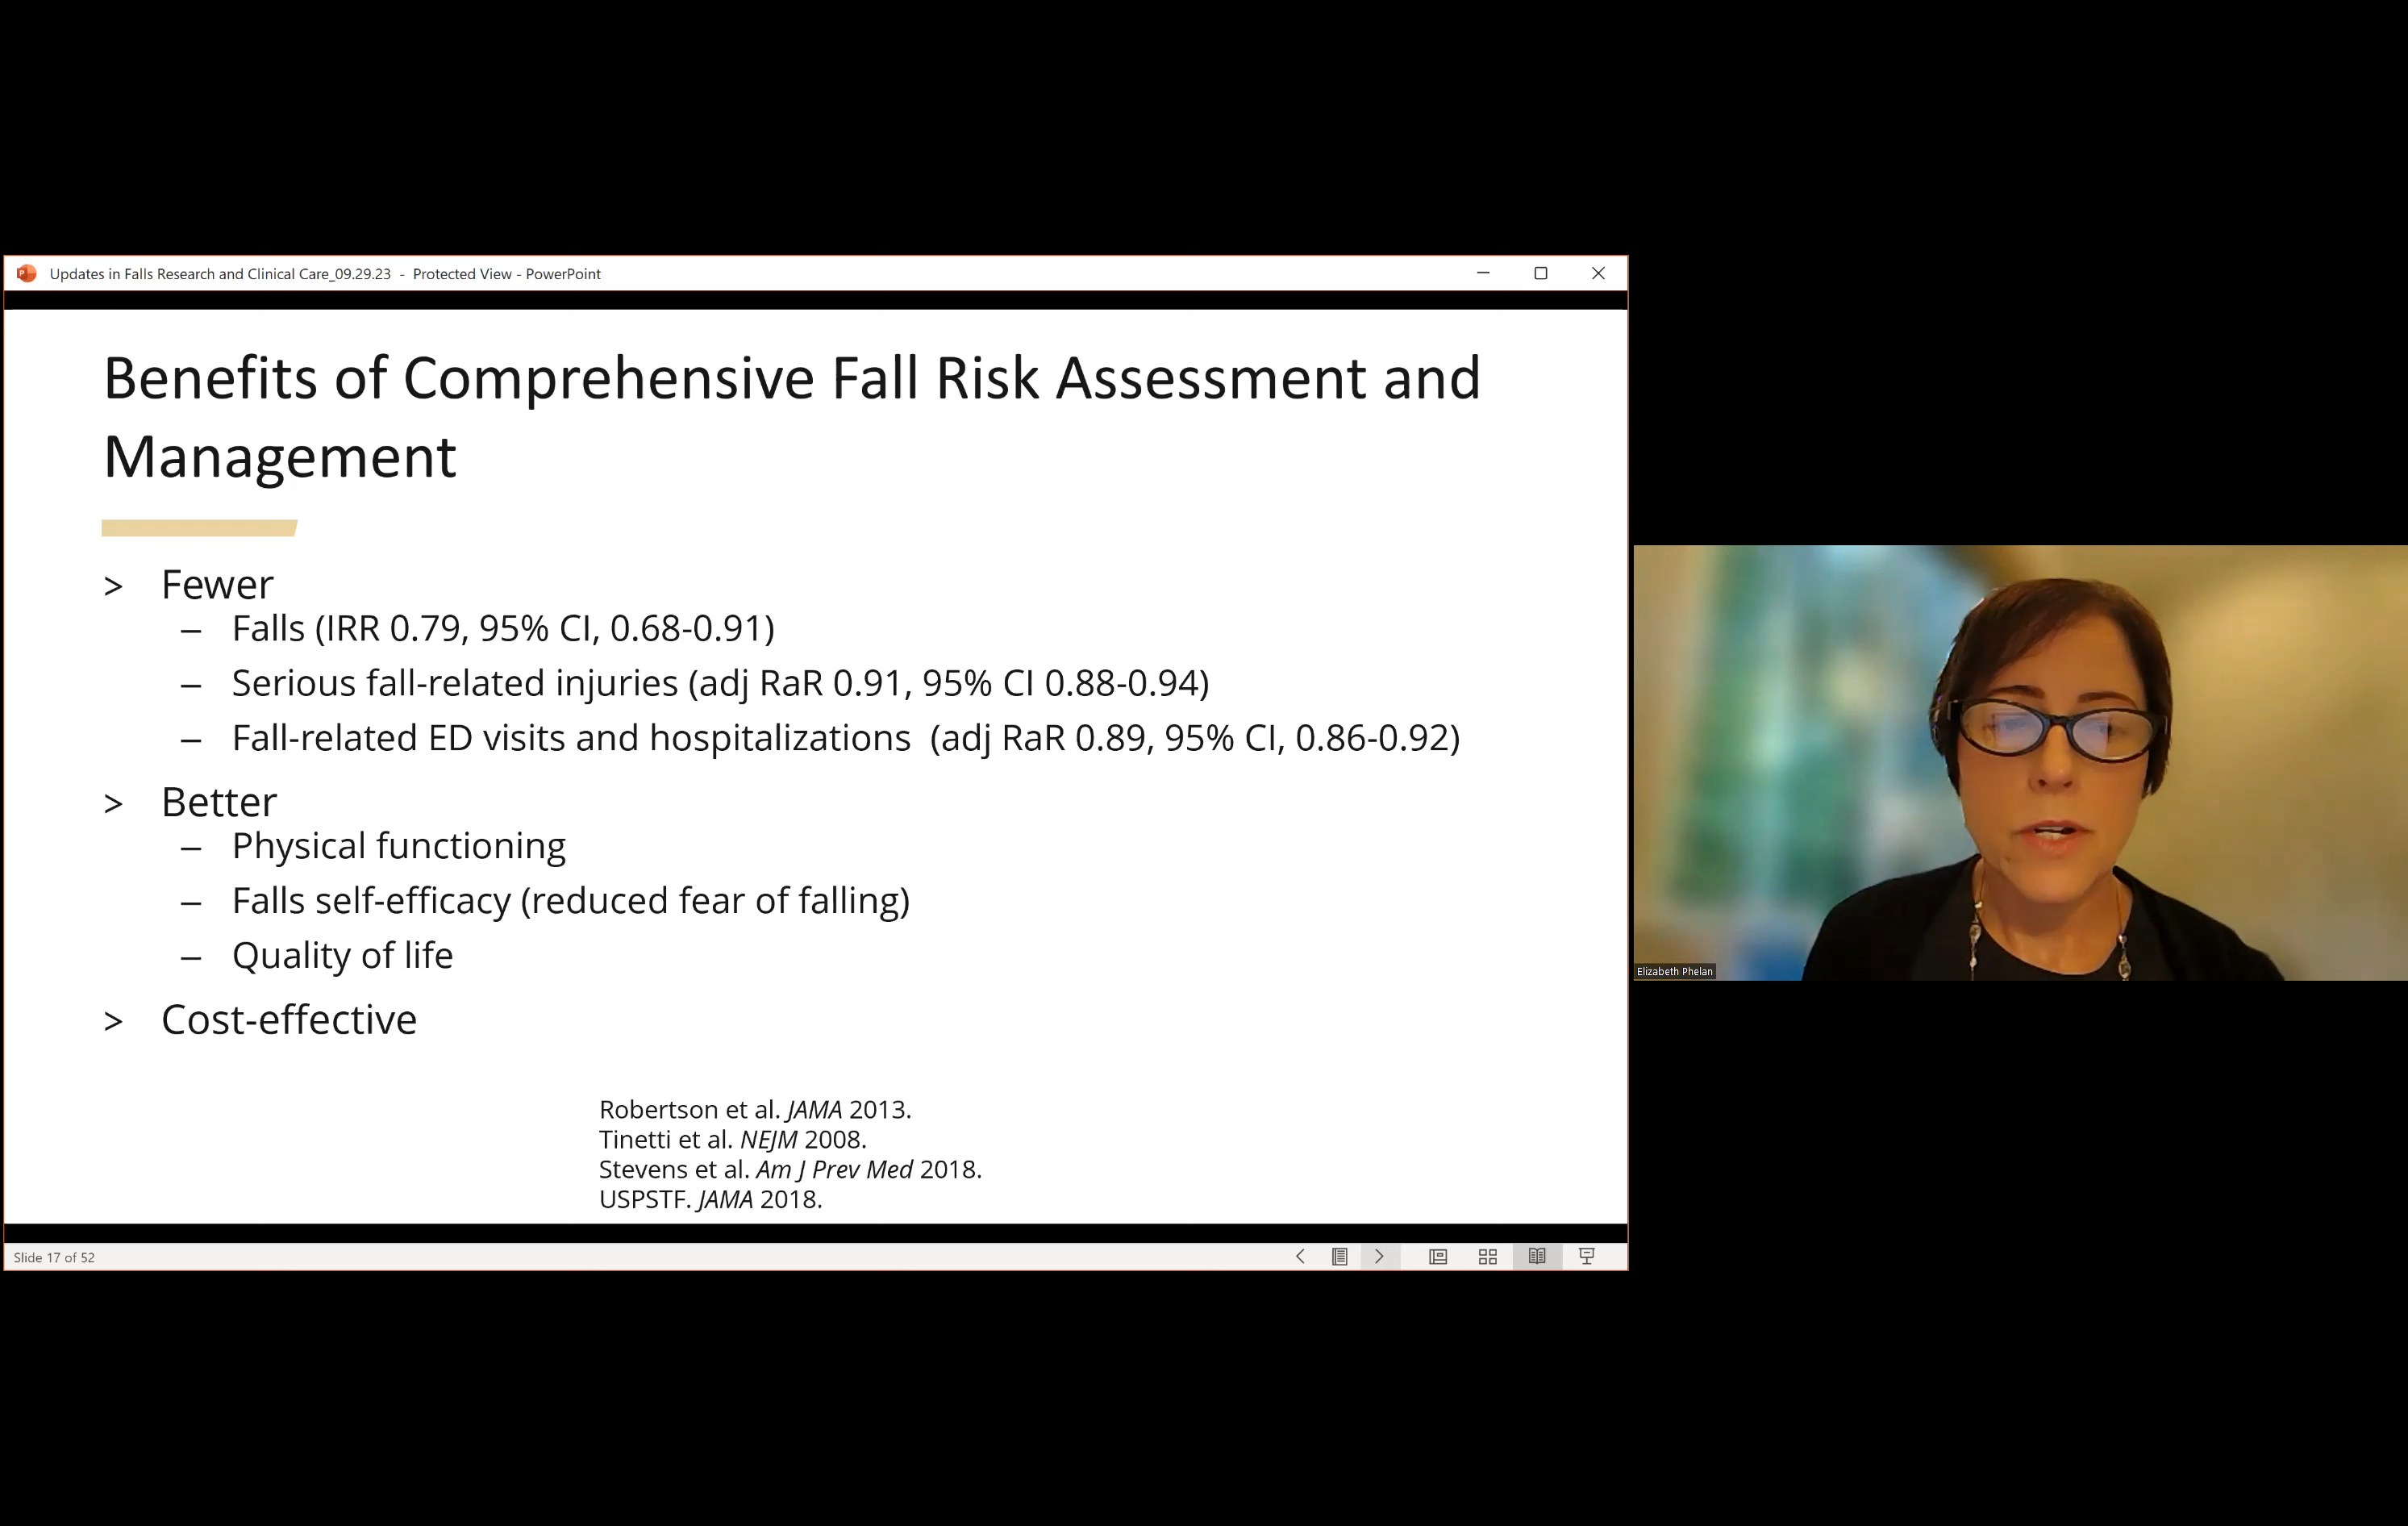 Updates in Falls Research and Clinical Care_09.29.23 - Protected View - PowerPoint
Benefits of Comprehensive Fall Risk Assessment and
Management
> Fewer
– Falls (IRR 0.79, 95% CI, 0.68-0.91)
– Serious fall-related injuries (adj RaR 0.91, 95% CI 0.88-0.94)
– Fall-related ED visits and hospitalizations (adj RaR 0.89, 95% CI, 0.86-0.92)
> Better
– Physical functioning
– Falls self-efficacy (reduced fear of falling)
– Quality of life
> Cost-effective
Robertson et al. JAMA 2013.
Tinetti et al. NEJM 2008.
Stevens et al. Am J Prev Med 2018.
USPSTF. JAMA 2018.
Slide 17 of 52
Elizabeth Phelan